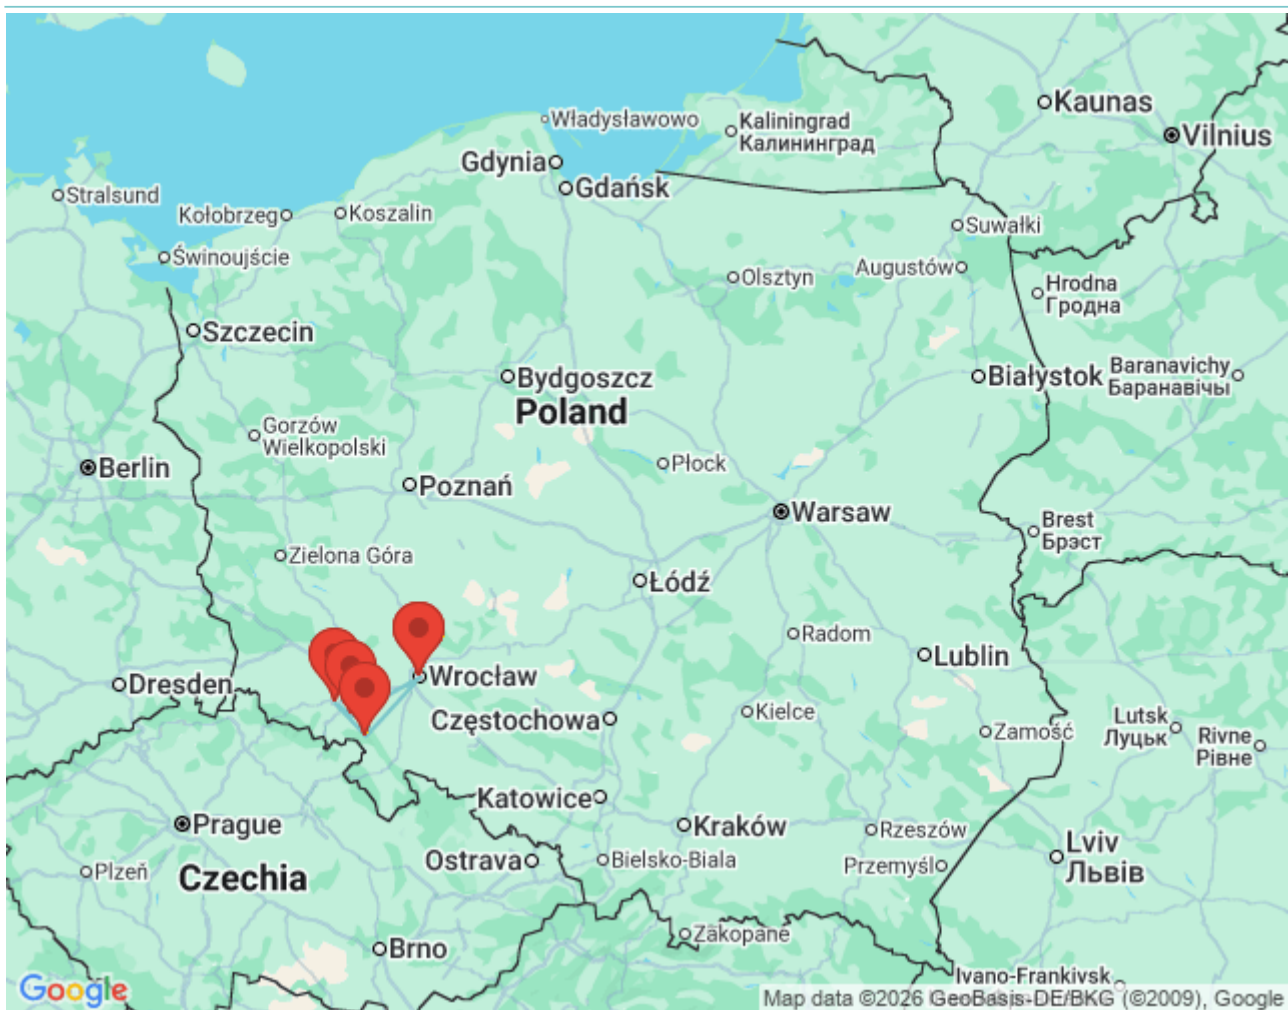 Kaunas
Władysławowo
Kaliningrad
Калининград
Vilnius
Gdynia
Gdańsk
Stralsund
Kołobrzeg
Koszalin
Suwałki
Świnoujście
Olsztyn
Augustów
Hrodna
Гродна
Szczecin
Bydgoszcz
Białystok
Baranavichy
Баранавічы
Poland
Gorzów
Wielkopolski
Berlin
Płock
Poznań
Warsaw
Brest
Брэст
Zielona Góra
Łódź
Radom
Lublin
Dresden
Wrocław
Częstochowa
Kielce
Zamość
Lutsk
Луцьк
Rivne
Рівне
Katowice
Prague
Kraków
Rzeszów
Lviv
Львів
Plzeň
Czechia
Ostrava
Bielsko-Biala
Przemyśl
Brno
Zakopane
Ivano-Frankivsk
Google
Map data ©2026 GeoBasis-DE/BKG (©2009), Google